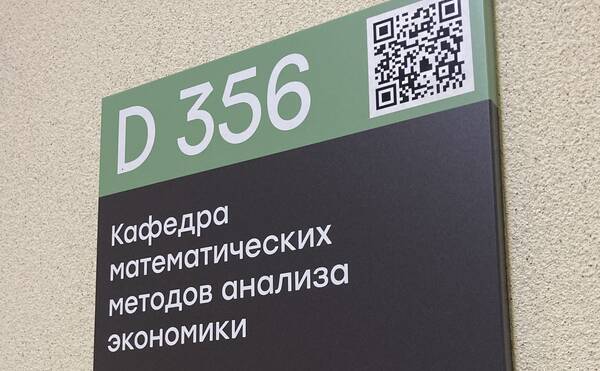 D 356
Кафедра
математических
методов анализа
экономики